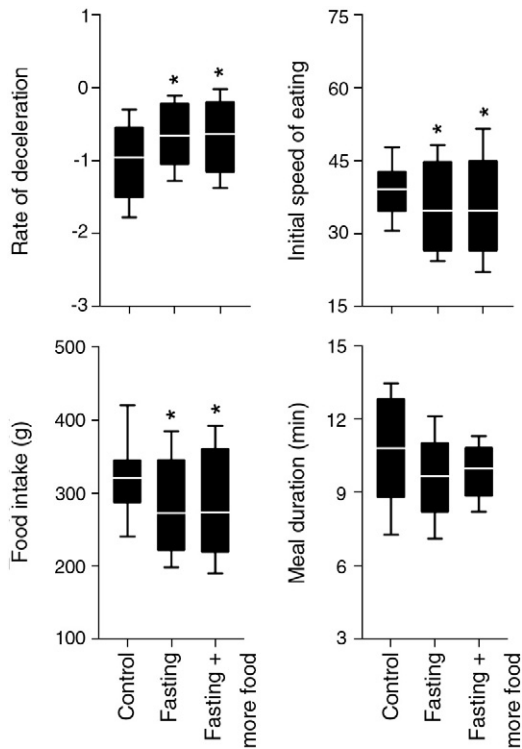 Rate of deceleration
1
0
-1
-2
-3
*
*
Initial speed of eating
75
60
45
30
15
*
*
Food intake (g)
500
400
300
200
100
*
*
Control
Fasting
Fasting +
more food
Meal duration (min)
15
12
9
6
3
Control
Fasting
Fasting +
more food